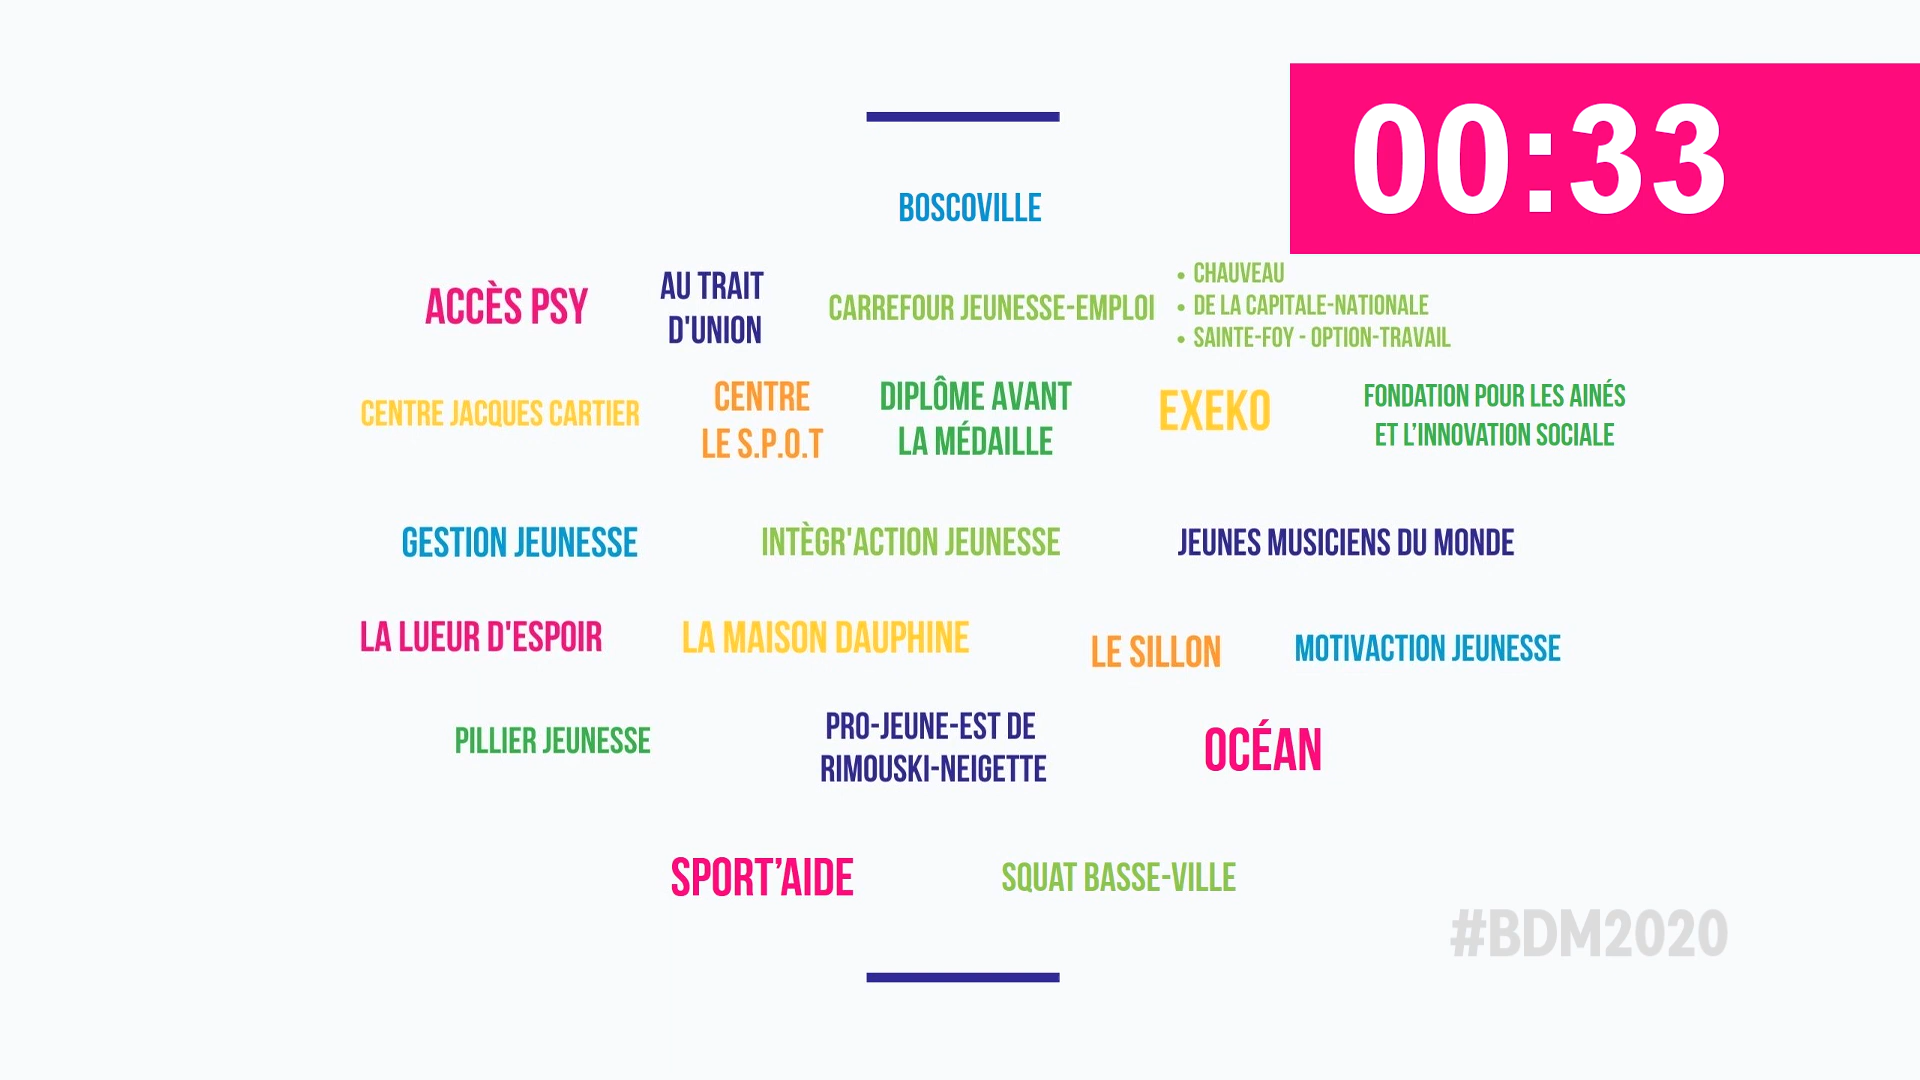 00:33
BOSCOVILLE
ACCÈS PSY
AU TRAIT
D'UNION
CARREFOUR JEUNESSE-EMPLOI
• CHAUVEAU
• DE LA CAPITALE-NATIONALE
• SAINTE-FOY - OPTION-TRAVAIL
CENTRE JACQUES CARTIER
CENTRE
LE S.P.O.T
DIPLÔME AVANT
LA MÉDAILLE
EXEKO
FONDATION POUR LES AINÉS
ET L’INNOVATION SOCIALE
GESTION JEUNESSE
INTÈGR'ACTION JEUNESSE
JEUNES MUSICIENS DU MONDE
LA LUEUR D'ESPOIR
LA MAISON DAUPHINE
LE SILLON
MOTIVACTION JEUNESSE
PILLIER JEUNESSE
PRO-JEUNE-EST DE
RIMOUSKI-NEIGETTE
OCÉAN
SPORT’AIDE
SQUAT BASSE-VILLE
#BDM2020